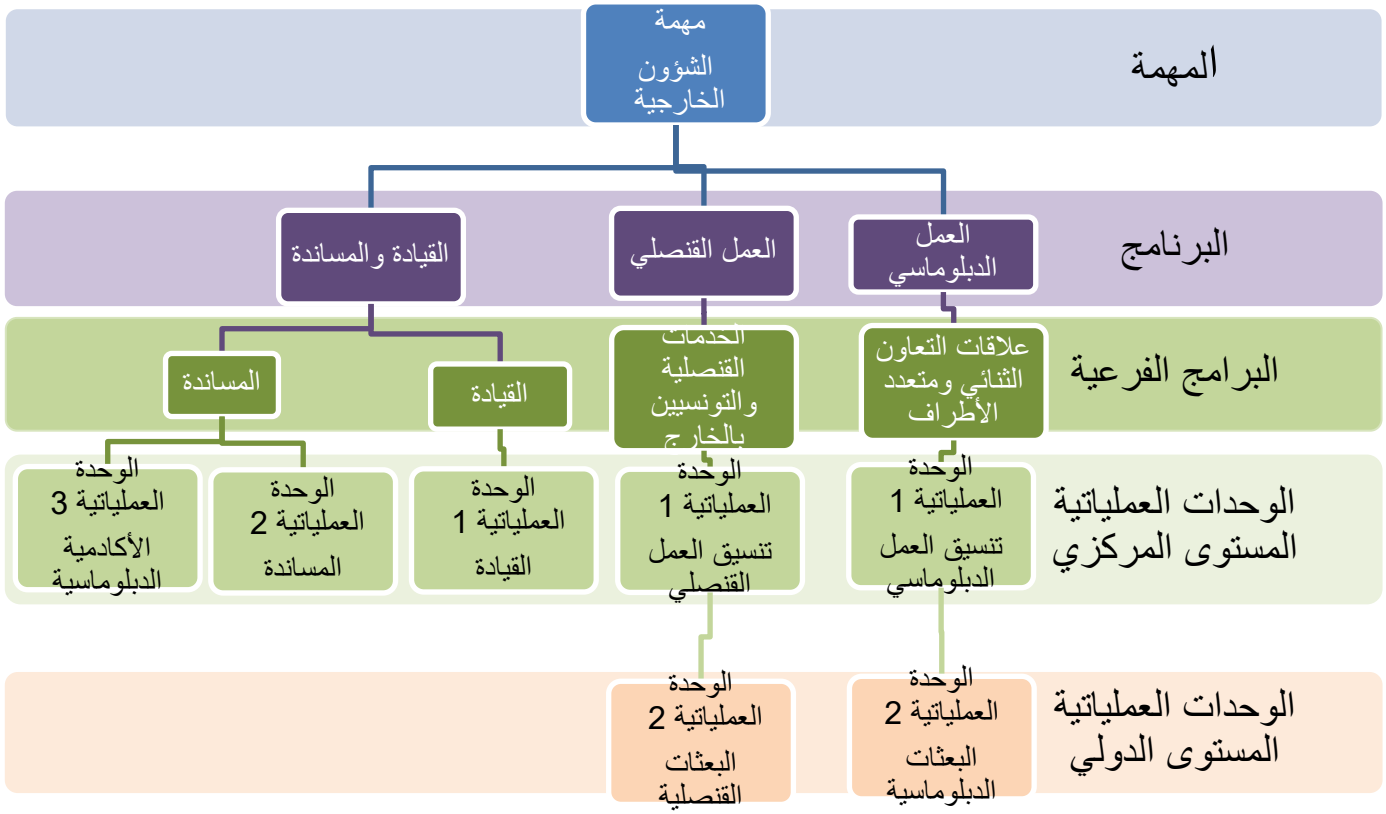 المهمة
مهمة
الشؤون
الخارجية
البرنامج
العمل
الدبلوماسي
العمل القنصلي
القيادة والمساندة
البرامج الفرعية
علاقات التعاون
الثنائي ومتعدد
الأطراف
الخدمات
القنصلية
والتونسيين
بالخارج
القيادة
المساندة
الوحدات العملياتية
المستوى المركزي
الوحدة
العملياتية 1
تنسيق العمل
الدبلوماسي
الوحدة
العملياتية 1
تنسيق العمل
القنصلي
الوحدة
العملياتية 1
القيادة
الوحدة
العملياتية 2
المساندة
الوحدة
العملياتية 3
الأكادمية
الدبلوماسية
الوحدات العملياتية
المستوى الدولي
الوحدة
العملياتية 2
البعثات
الدبلوماسية
الوحدة
العملياتية 2
البعثات
القنصلية